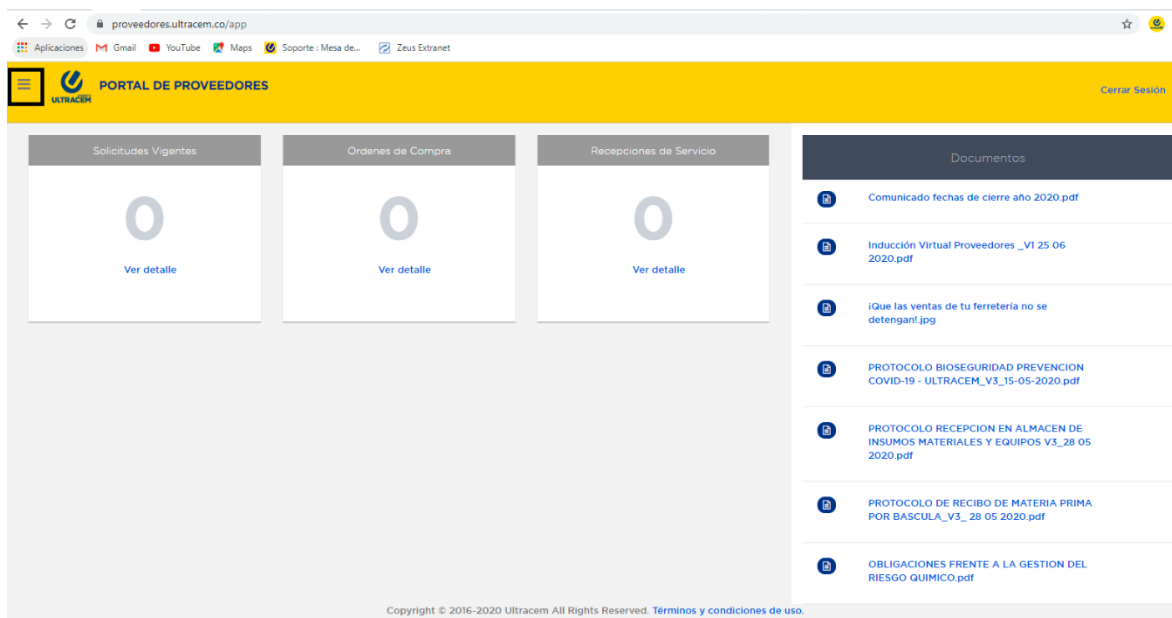 proveedores.ultracem.co/app
Aplicaciones Gmail YouTube Maps Soporte : Mesa de... Zeus Extranet
ULTRACEM PORTAL DE PROVEEDORES
Cerrar Sesión
Solicitudes Vigentes
0
Ver detalle
Ordenes de Compra
0
Ver detalle
Recepciones de Servicio
0
Ver detalle
Documentos
Comunicado fechas de cierre año 2020.pdf
Inducción Virtual Proveedores _V1 25 06
2020.pdf
¡Que las ventas de tu ferretería no se
detengan!.jpg
PROTOCOLO BIOSEGURIDAD PREVENCION
COVID-19 - ULTRACEM_V3_15-05-2020.pdf
PROTOCOLO RECEPCION EN ALMACEN DE
INSUMOS MATERIALES Y EQUIPOS V3_28 05
2020.pdf
PROTOCOLO DE RECIBO DE MATERIA PRIMA
POR BASCULA_V3_ 28 05 2020.pdf
OBLIGACIONES FRENTE A LA GESTION DEL
RIESGO QUIMICO.pdf
Copyright © 2016-2020 Ultracem All Rights Reserved. Términos y condiciones de uso.